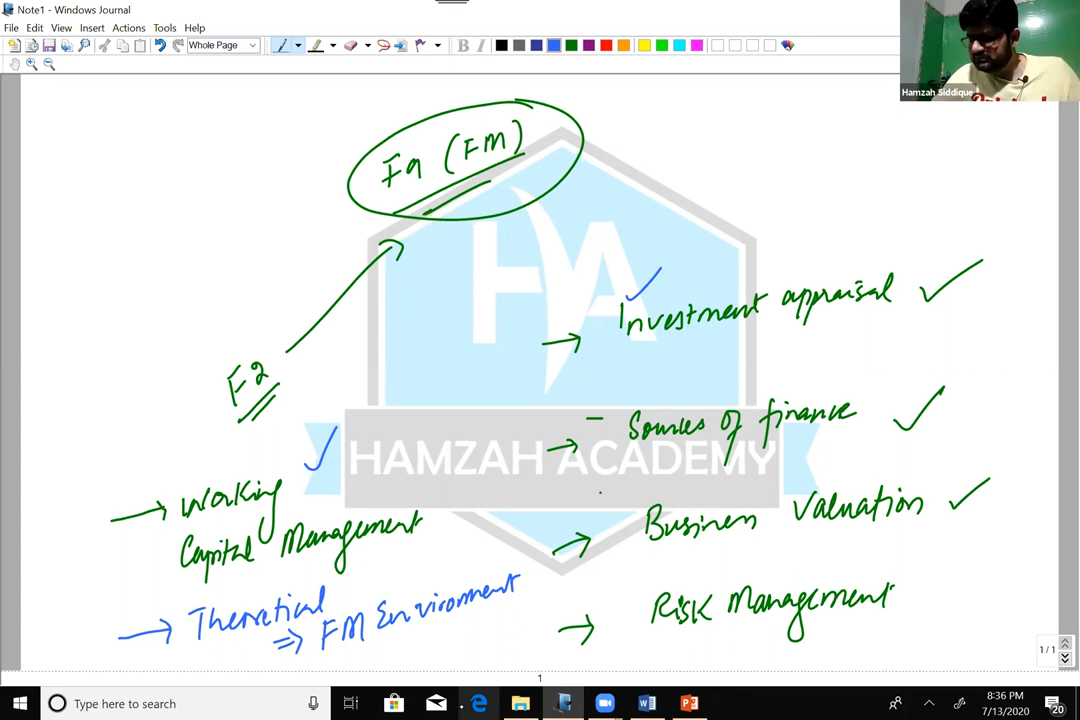 Note1 - Windows Journal
File Edit View Insert Actions Tools Help
Whole Page
B I
Hamzah Siddique
F9 (FM)
HA
Investment appraisal
F2
Sources of finance
HAMZAH ACADEMY
Working
Capital Management
Business Valuation
Theoretical
⇒ FM Environment
Risk Management
1 / 1
1
Type here to search
8:36 PM
7/13/2020
20